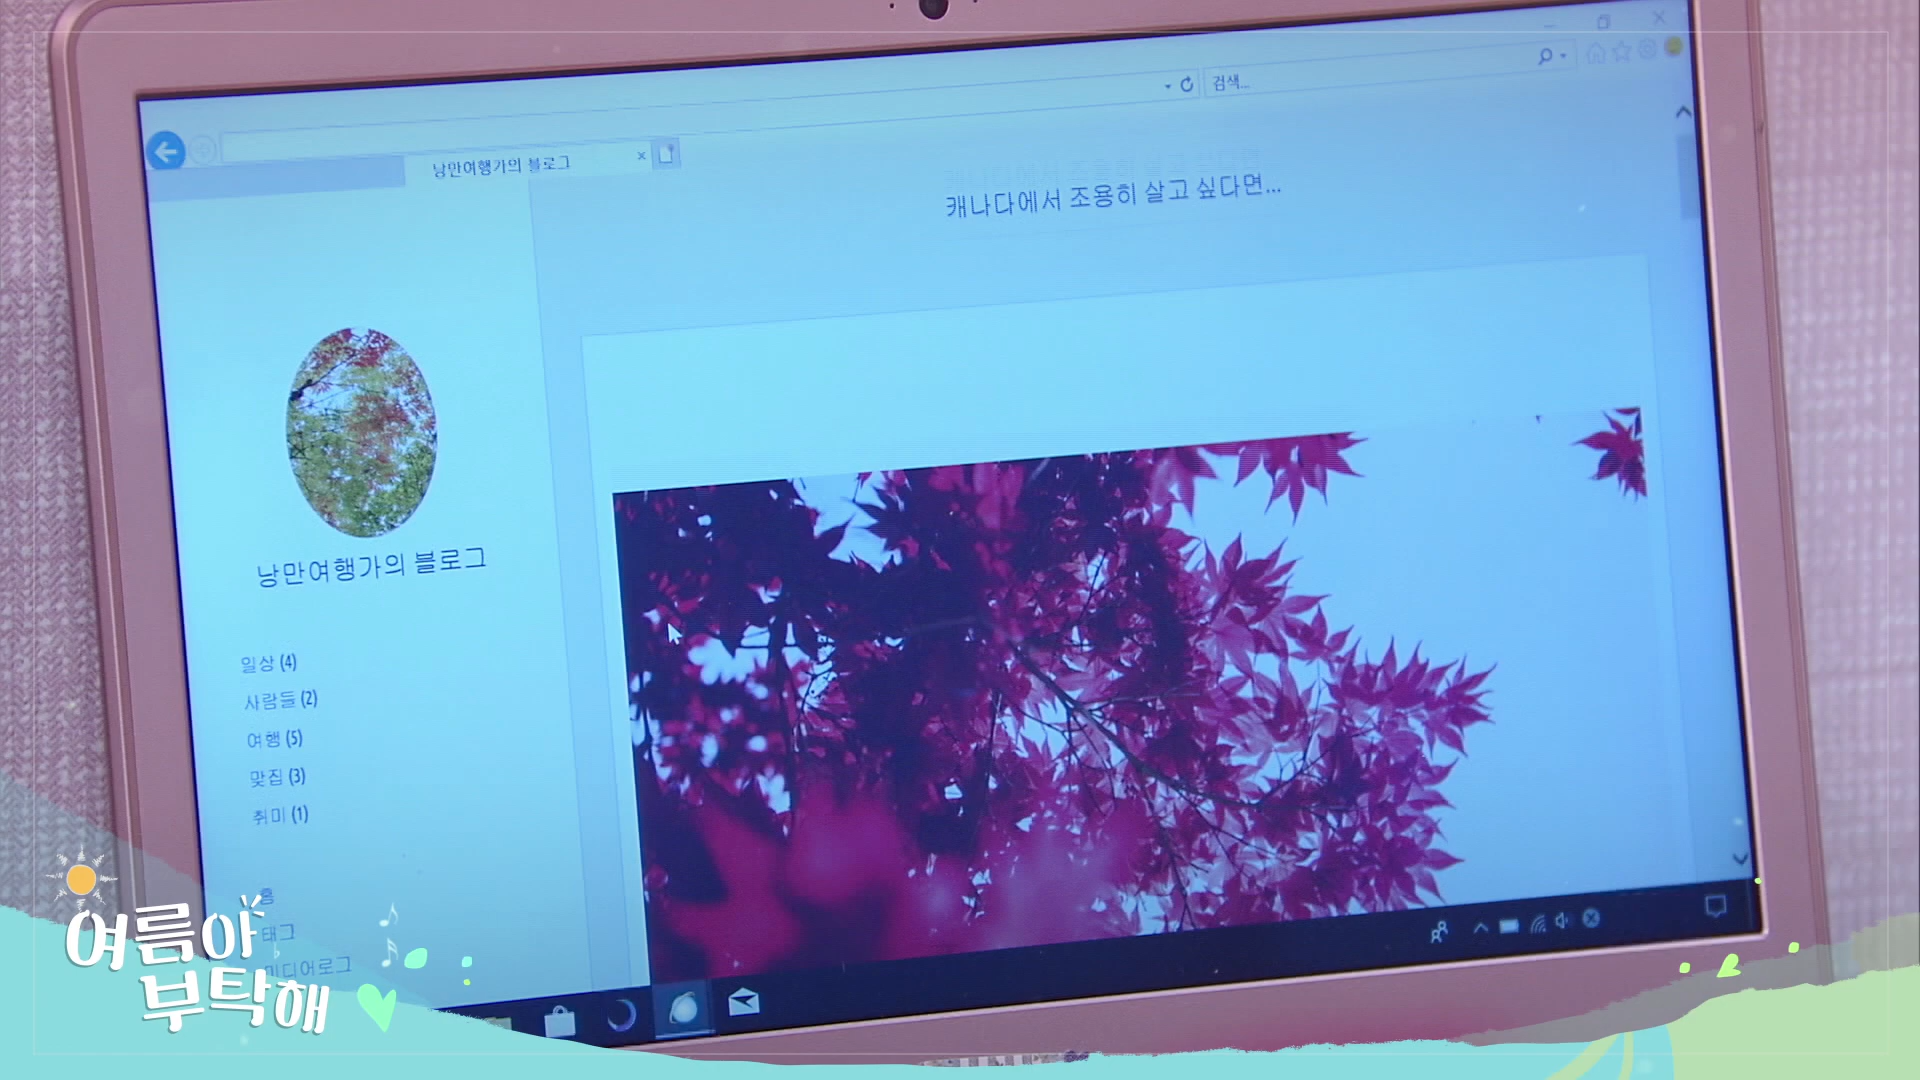 검색...
낭만여행가의 블로그
캐나다에서 조용히 살고 싶다면...
낭만여행가의 블로그
일상 (4)
사람들 (2)
여행 (5)
맞집 (3)
취미 (1)
홈
태그
미디어로그
여름아
부탁해